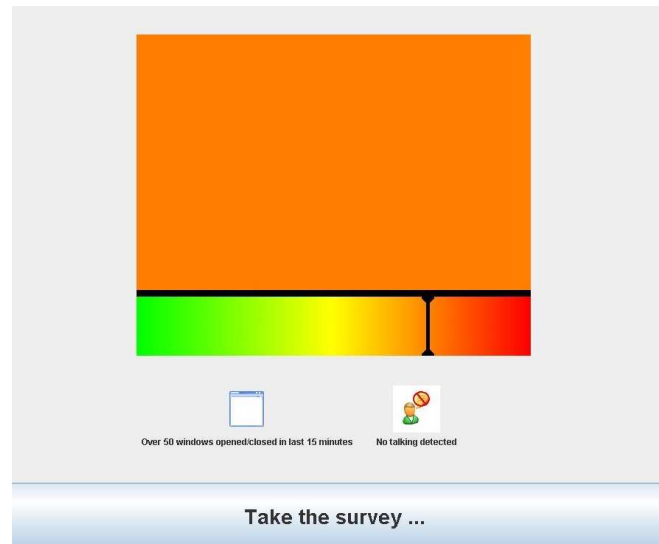 Over 50 windows opened/closed in last 15 minutes
No talking detected
Take the survey ...